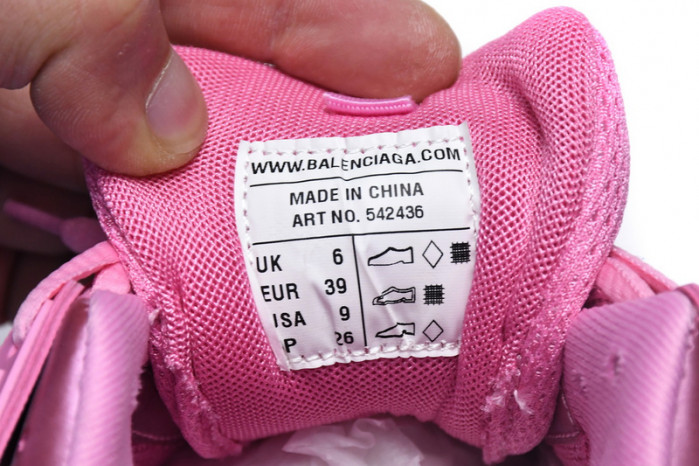 WWW.BALENCIAGA.COM
MADE IN CHINA
ART NO. 542436
UK 6
EUR 39
ISA 9
P 26